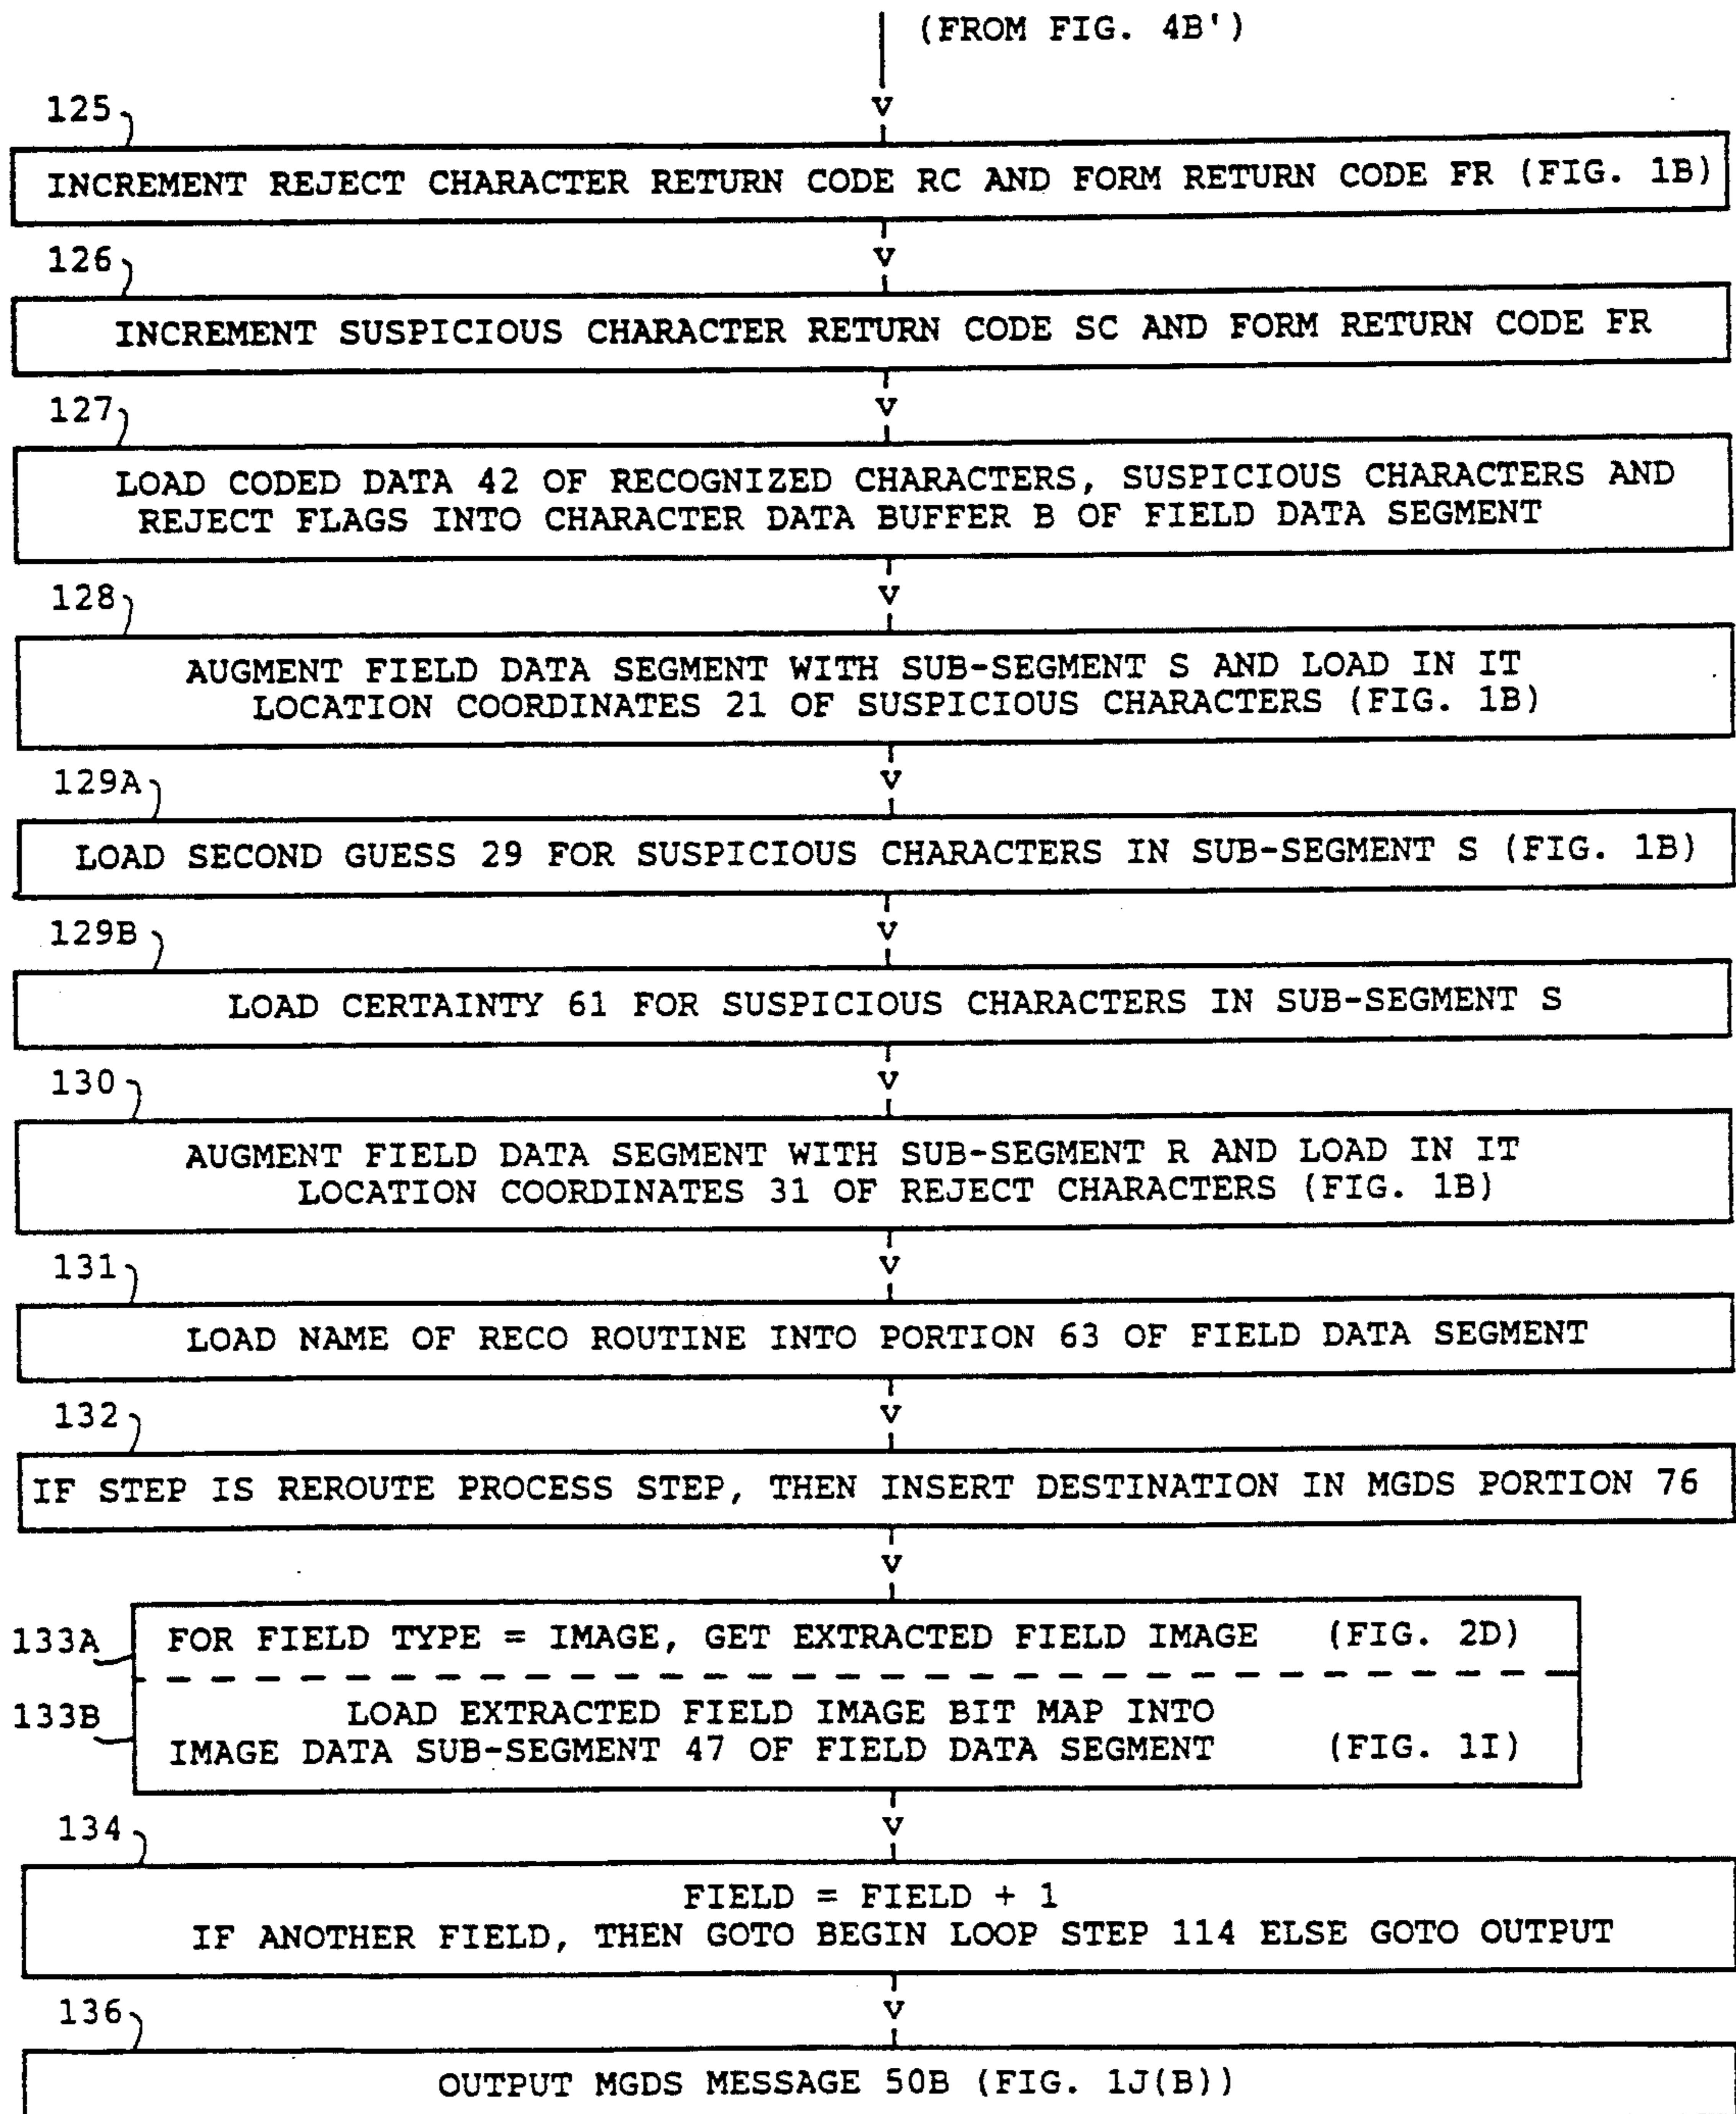 (FROM FIG. 4B')
125
INCREMENT REJECT CHARACTER RETURN CODE RC AND FORM RETURN CODE FR (FIG. 1B)
126
INCREMENT SUSPICIOUS CHARACTER RETURN CODE SC AND FORM RETURN CODE FR
127
LOAD CODED DATA 42 OF RECOGNIZED CHARACTERS, SUSPICIOUS CHARACTERS AND
REJECT FLAGS INTO CHARACTER DATA BUFFER B OF FIELD DATA SEGMENT
128
AUGMENT FIELD DATA SEGMENT WITH SUB-SEGMENT S AND LOAD IN IT
LOCATION COORDINATES 21 OF SUSPICIOUS CHARACTERS (FIG. 1B)
129A
LOAD SECOND GUESS 29 FOR SUSPICIOUS CHARACTERS IN SUB-SEGMENT S (FIG. 1B)
129B
LOAD CERTAINTY 61 FOR SUSPICIOUS CHARACTERS IN SUB-SEGMENT S
130
AUGMENT FIELD DATA SEGMENT WITH SUB-SEGMENT R AND LOAD IN IT
LOCATION COORDINATES 31 OF REJECT CHARACTERS (FIG. 1B)
131
LOAD NAME OF RECO ROUTINE INTO PORTION 63 OF FIELD DATA SEGMENT
132
IF STEP IS REROUTE PROCESS STEP, THEN INSERT DESTINATION IN MGDS PORTION 76
133A
FOR FIELD TYPE = IMAGE, GET EXTRACTED FIELD IMAGE (FIG. 2D)
133B
LOAD EXTRACTED FIELD IMAGE BIT MAP INTO
IMAGE DATA SUB-SEGMENT 47 OF FIELD DATA SEGMENT (FIG. 1I)
134
FIELD = FIELD + 1
IF ANOTHER FIELD, THEN GOTO BEGIN LOOP STEP 114 ELSE GOTO OUTPUT
136
OUTPUT MGDS MESSAGE 50B (FIG. 1J(B))